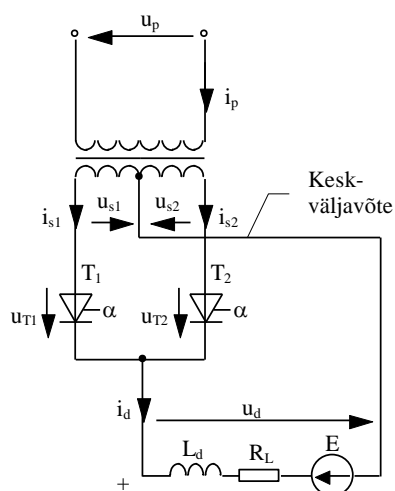 u_p
i_p
Kesk-
väljavõte
i_s1
u_s1
u_s2
i_s2
T_1
T_2
u_T1
α
u_T2
α
i_d
u_d
L_d
R_L
E
+